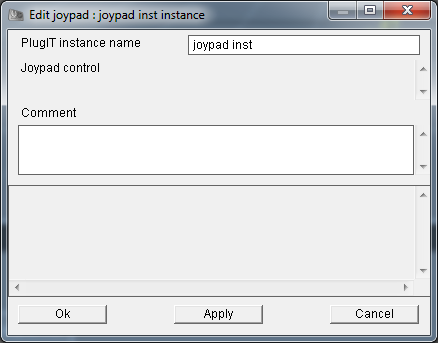 Edit joypad : joypad inst instance
PlugIT instance name
joypad inst
Joypad control
Comment
Ok
Apply
Cancel